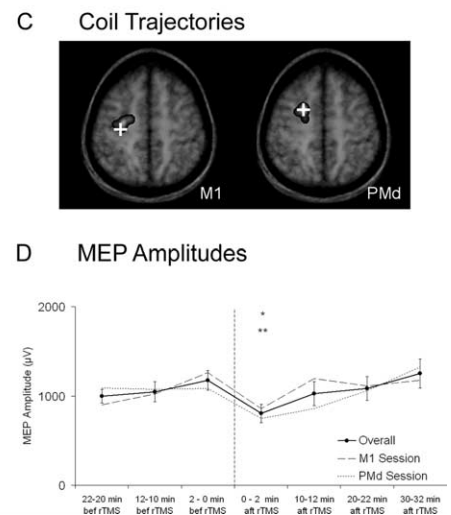 C Coil Trajectories
M1 PMd
D MEP Amplitudes
2000
*
**
MEP Amplitude (µV)
1000
Overall
M1 Session
PMd Session
0
22-20 min 12-10 min 2 - 0 min 0 - 2 min 10-12 min 20-22 min 30-32 min
bef rTMS bef rTMS bef rTMS aft rTMS aft rTMS aft rTMS aft rTMS